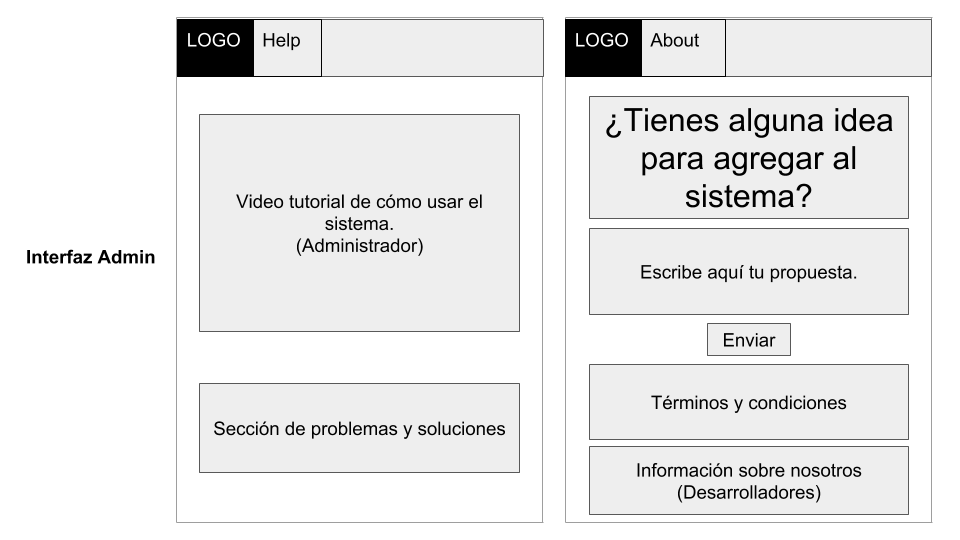 Interfaz Admin
LOGO Help
Video tutorial de cómo usar el
sistema.
(Administrador)
Sección de problemas y soluciones
LOGO About
¿Tienes alguna idea
para agregar al
sistema?
Escribe aquí tu propuesta.
Enviar
Términos y condiciones
Información sobre nosotros
(Desarrolladores)